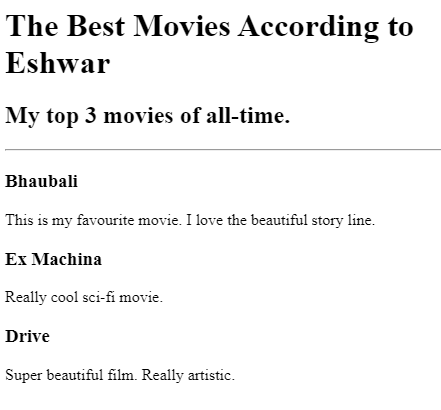 The Best Movies According to
Eshwar
My top 3 movies of all-time.
Bhaubali
This is my favourite movie. I love the beautiful story line.
Ex Machina
Really cool sci-fi movie.
Drive
Super beautiful film. Really artistic.